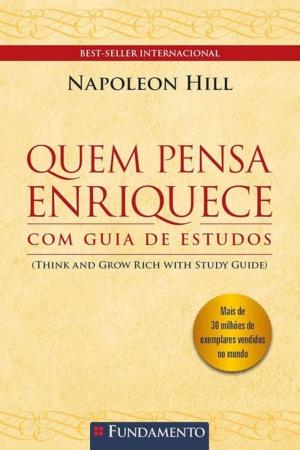 BEST-SELLER INTERNACIONAL
NAPOLEON HILL
QUEM PENSA
ENRIQUECE
COM GUIA DE ESTUDOS
(THINK AND GROW RICH WITH STUDY GUIDE)
Mais de
30 milhões de
exemplares vendidos
no mundo
FUNDAMENTO